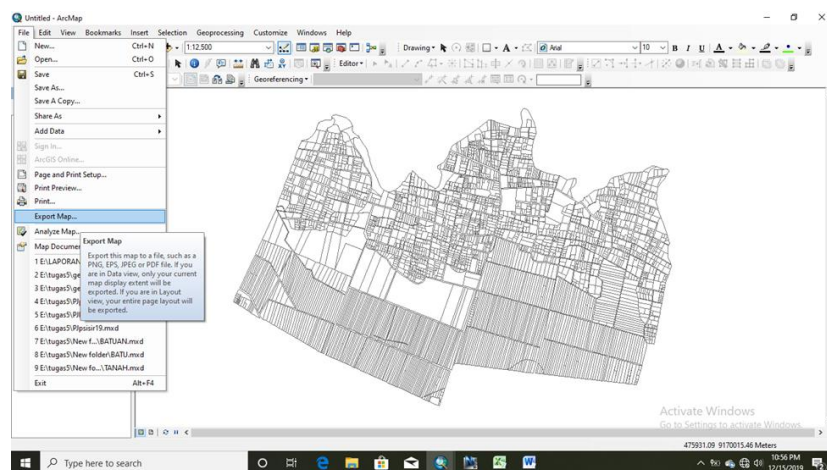 Untitled - ArcMap
File Edit View Bookmarks Insert Selection Geoprocessing Customize Windows Help
New... Ctrl+N
1:12,500
Drawing
Arial
10
B I U A
Open... Ctrl+O
Editor
Save Ctrl+S
Georeferencing
Save As...
Save A Copy...
Share As
Add Data
Sign In...
ArcGIS Online...
Page and Print Setup...
Print Preview...
Print...
Export Map...
Analyze Map...
Map Documen
Export Map
Export this map to a file, such as a
PNG, EPS, JPEG or PDF file. If you
are in Data view, only your current
map display extent will be
exported. If you are in Layout
view, your entire page layout will
be exported.
1 E:\LAPORAN
2 E:\tugas5\ge
3 E:\tugas5\ge
4 E:\tugas5\PJp
5 E:\tugas5\PJp
6 E:\tugas5\PJpsisir19.mxd
7 E:\tugas5\New f...\BATUAN.mxd
8 E:\tugas5\New folder\BATU.mxd
9 E:\tugas5\New fo...\TANAH.mxd
Exit Alt+F4
Activate Windows
Go to Settings to activate Windows.
475931.09 9170015.46 Meters
Type here to search
10:56 PM
12/15/2019